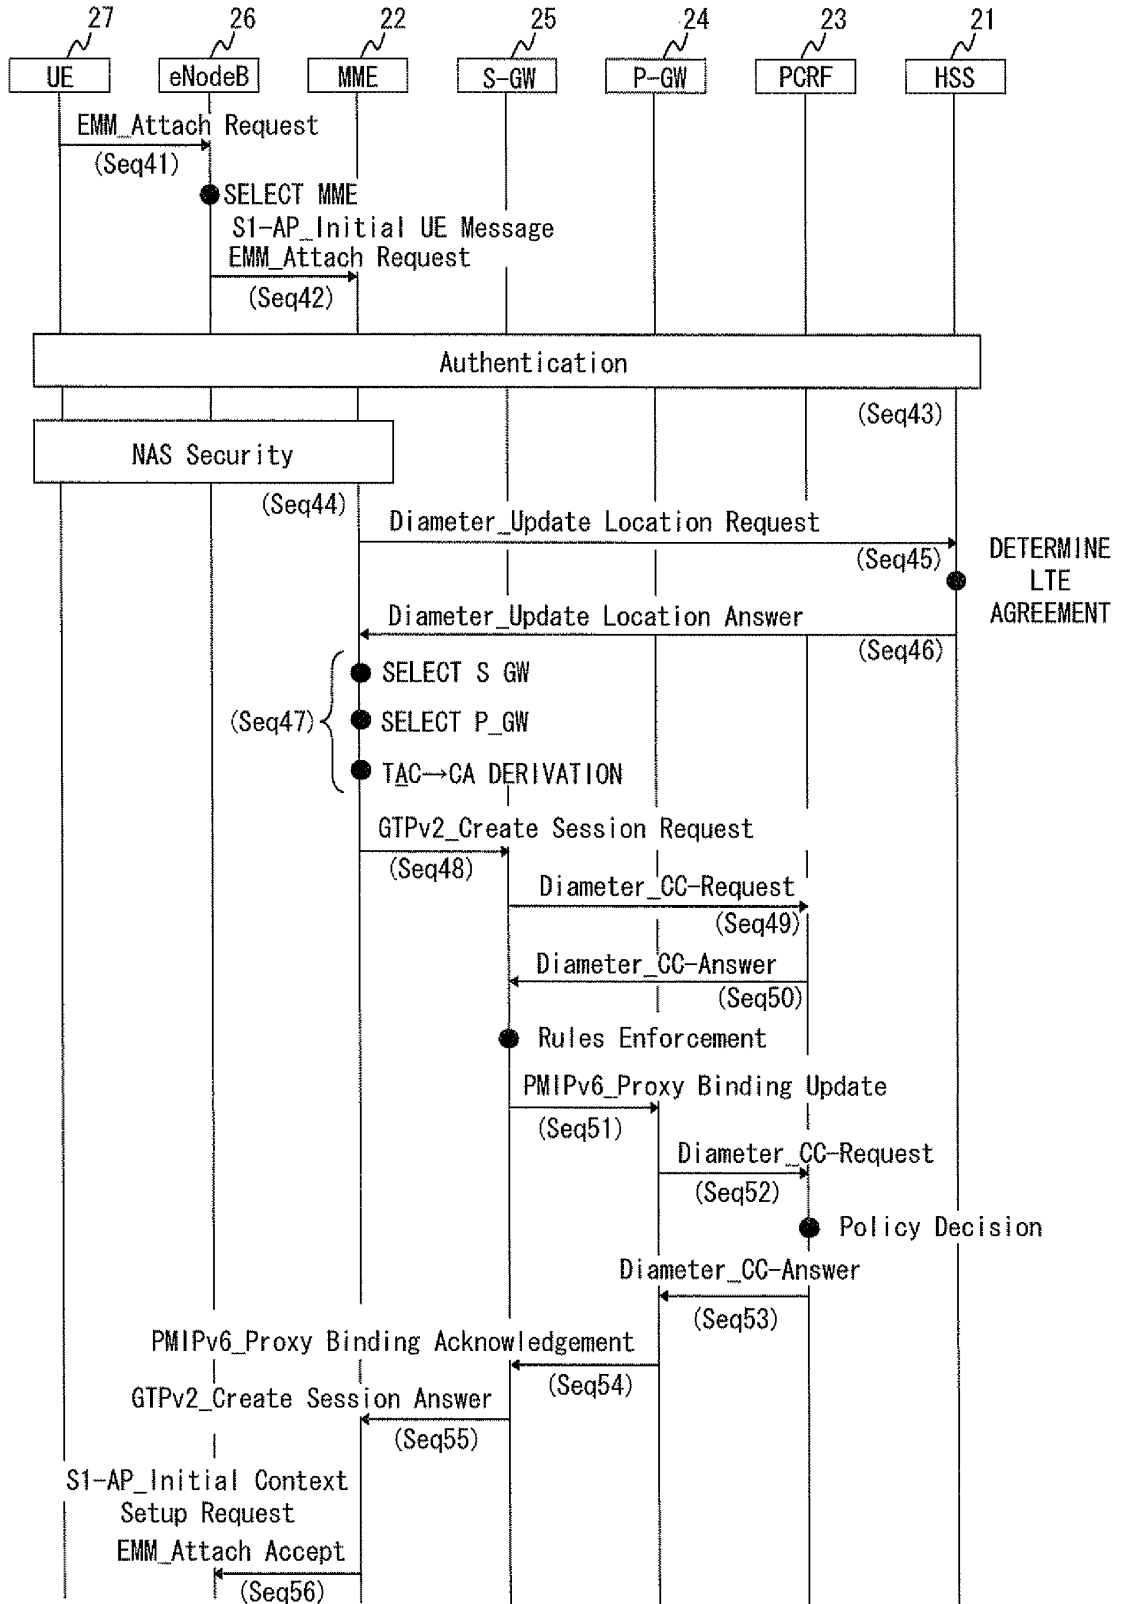 27 26 22 25 24 23 21
UE eNodeB MME S-GW P-GW PCRF HSS
EMM_Attach Request
(Seq41)
SELECT MME
S1-AP_Initial UE Message
EMM_Attach Request
(Seq42)
Authentication
(Seq43)
NAS Security
(Seq44)
Diameter_Update Location Request
(Seq45)
DETERMINE
LTE
AGREEMENT
Diameter_Update Location Answer
(Seq46)
SELECT S GW
(Seq47)
SELECT P_GW
TAC→CA DERIVATION
GTPv2_Create Session Request
(Seq48)
Diameter_CC-Request
(Seq49)
Diameter_CC-Answer
(Seq50)
Rules Enforcement
PMIPv6_Proxy Binding Update
(Seq51)
Diameter_CC-Request
(Seq52)
Policy Decision
Diameter_CC-Answer
(Seq53)
PMIPv6_Proxy Binding Acknowledgement
(Seq54)
GTPv2_Create Session Answer
(Seq55)
S1-AP_Initial Context
Setup Request
EMM_Attach Accept
(Seq56)